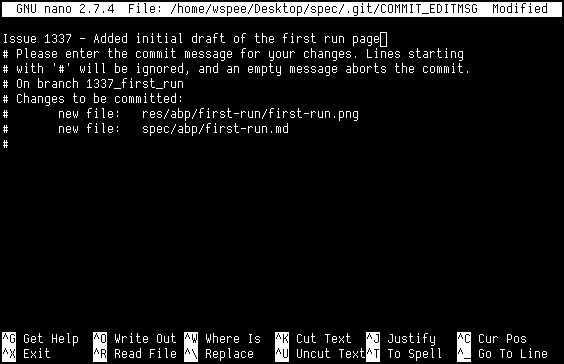 GNU nano 2.7.4  File: /home/wspee/Desktop/spec/.git/COMMIT_EDITMSG  Modified
Issue 1337 - Added initial draft of the first run page
# Please enter the commit message for your changes. Lines starting
# with '#' will be ignored, and an empty message aborts the commit.
# On branch 1337_first_run
# Changes to be committed:
#       new file:   res/abp/first-run/first-run.png
#       new file:   spec/abp/first-run.md
#
^G Get Help  ^O Write Out ^W Where Is  ^K Cut Text  ^J Justify   ^C Cur Pos
^X Exit      ^R Read File ^\ Replace   ^U Uncut Text^T To Spell  ^_ Go To Line